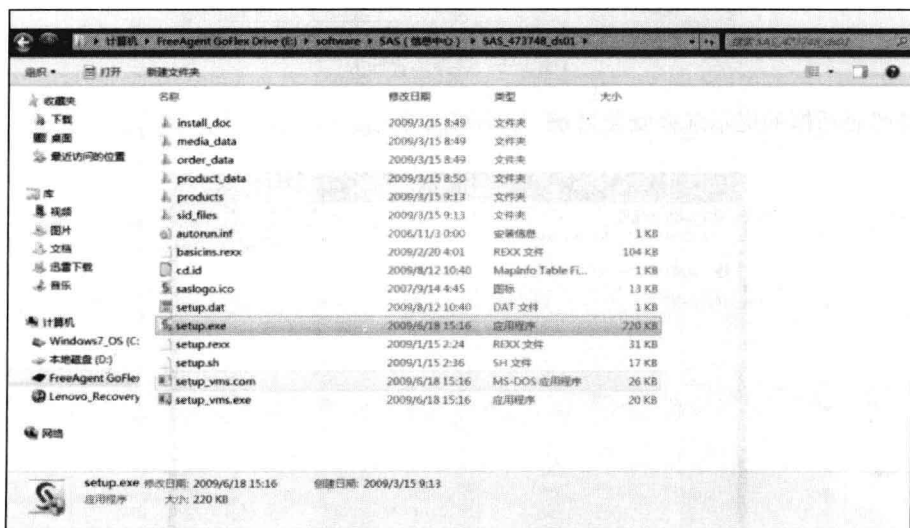 计算机 ▸ FreeAgent GoFlex Drive (E:) ▸ software ▸ SAS (信息中心) ▸ SAS_473748_ds01 ▸
搜索 SAS_473748_ds01
组织 打开 新建文件夹
名称 修改日期 类型 大小
收藏夹
下载
桌面
最近访问的位置
库
视频
图片
文档
迅雷下载
音乐
计算机
Windows7_OS (C:
本地磁盘 (D:)
FreeAgent GoFlex
Lenovo_Recovery
网络
install_doc 2009/3/15 8:49 文件夹
media_data 2009/3/15 8:49 文件夹
order_data 2009/3/15 8:49 文件夹
product_data 2009/3/15 8:50 文件夹
products 2009/3/15 9:13 文件夹
sid_files 2009/3/15 9:13 文件夹
autorun.inf 2006/11/3 0:00 安装信息 1 KB
basicins.rexx 2009/2/20 4:01 REXX 文件 104 KB
cd.id 2009/8/12 10:40 MapInfo Table Fi... 1 KB
saslogo.ico 2007/9/14 4:45 图标 13 KB
setup.dat 2009/8/12 10:40 DAT 文件 1 KB
setup.exe 2009/6/18 15:16 应用程序 220 KB
setup.rexx 2009/1/15 2:24 REXX 文件 31 KB
setup.sh 2009/1/15 2:36 SH 文件 17 KB
setup_vms.com 2009/6/18 15:16 MS-DOS 应用程序 26 KB
setup_vms.exe 2009/6/18 15:16 应用程序 20 KB
setup.exe 修改日期: 2009/6/18 15:16 创建日期: 2009/3/15 9:13
应用程序 大小: 220 KB